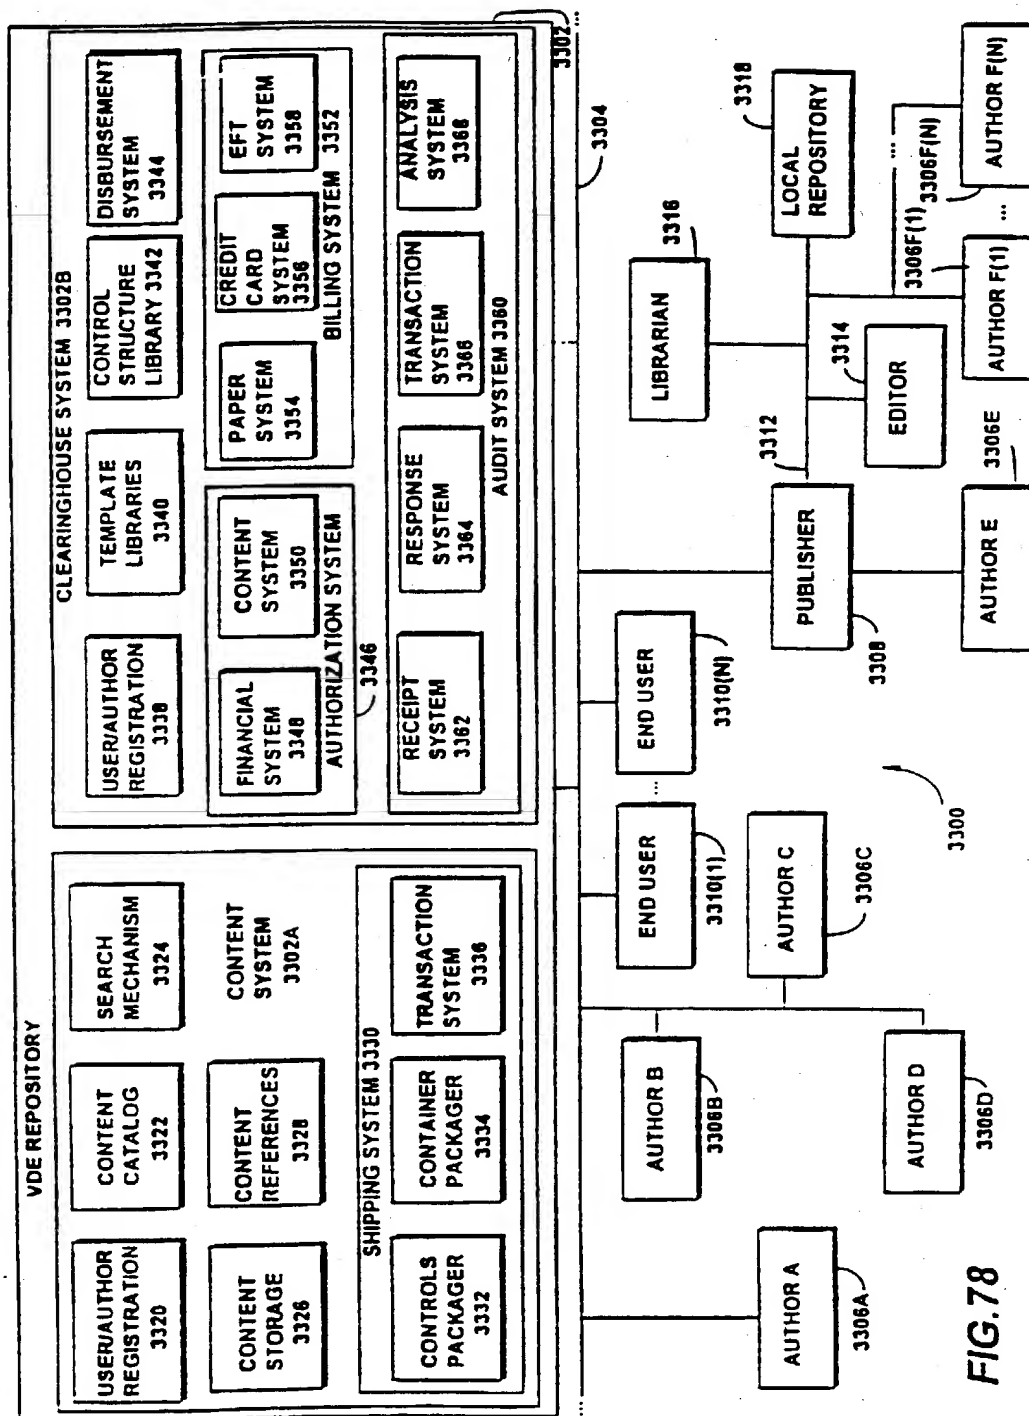 VDE REPOSITORY
USER/AUTHOR
REGISTRATION
3320
CONTENT
CATALOG
3322
SEARCH
MECHANISM
3324
CONTENT
STORAGE
3326
CONTENT
REFERENCES
3328
CONTENT
SYSTEM
3302A
SHIPPING SYSTEM 3330
CONTROLS
PACKAGER
3332
CONTAINER
PACKAGER
3334
TRANSACTION
SYSTEM
3336
CLEARINGHOUSE SYSTEM 3302B
USER/AUTHOR
REGISTRATION
3338
TEMPLATE
LIBRARIES
3340
CONTROL
STRUCTURE
LIBRARY 3342
DISBURSEMENT
SYSTEM
3344
FINANCIAL
SYSTEM
3348
CONTENT
SYSTEM
3350
AUTHORIZATION SYSTEM
3346
PAPER
SYSTEM
3354
CREDIT
CARD
SYSTEM
3356
EFT
SYSTEM
3358
BILLING SYSTEM 3352
RECEIPT
SYSTEM
3362
RESPONSE
SYSTEM
3364
TRANSACTION
SYSTEM
3366
ANALYSIS
SYSTEM
3368
AUDIT SYSTEM 3360
3302
...
...
3304
AUTHOR A
3306A
AUTHOR B
3306B
AUTHOR C
3306C
AUTHOR D
3306D
END USER
3310(1)
...
END USER
3310(N)
3300
PUBLISHER
3308
3312
AUTHOR E
3306E
LIBRARIAN
3316
EDITOR
3314
LOCAL
REPOSITORY
3318
...
AUTHOR F(1)
3306F(1)
...
AUTHOR F(N)
3306F(N)
FIG. 78